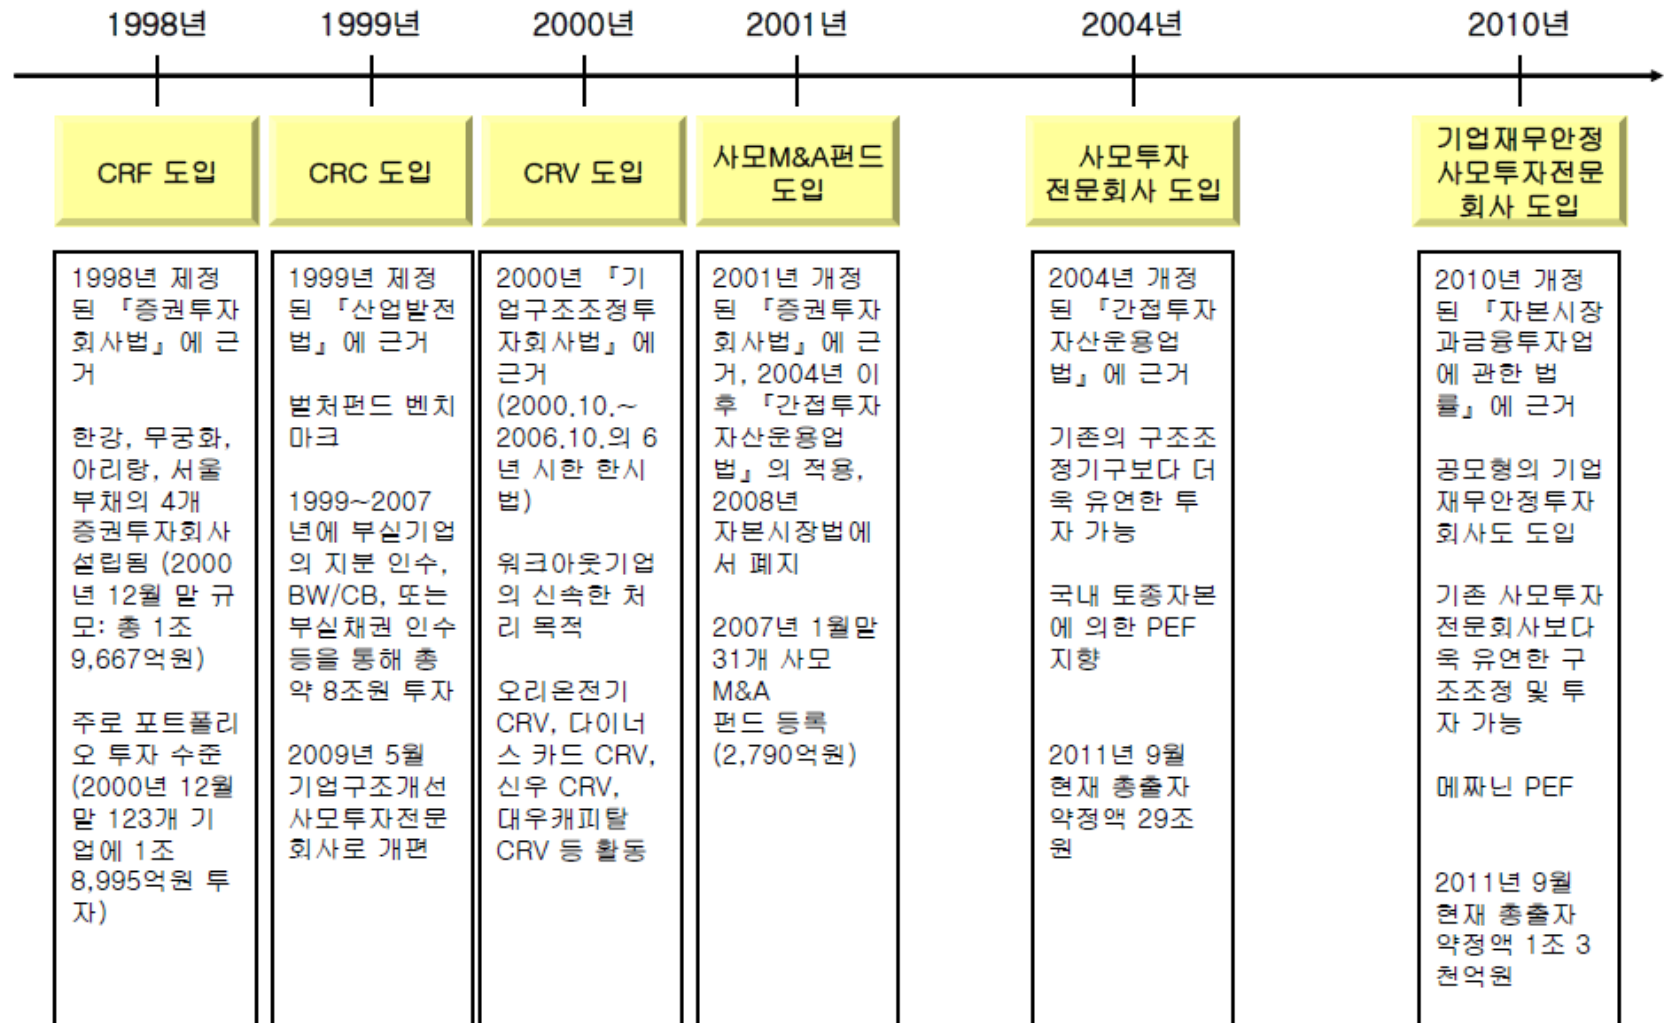 1998년
1999년
2000년
2001년
2004년
2010년
CRF 도입
CRC 도입
CRV 도입
사모M&A펀드
도입
사모투자
전문회사 도입
기업재무안정
사모투자전문
회사 도입
1998년 제정
된 『증권투자
회사법』에 근
거
한강, 무궁화,
아리랑, 서울
부채의 4개
증권투자회사
설립됨 (2000
년 12월 말 규
모: 총 1조
9,667억원)
주로 포트폴리
오 투자 수준
(2000년 12월
말 123개 기
업에 1조
8,995억원 투
자)
1999년 제정
된 『산업발전
법』에 근거
벌처펀드 벤치
마크
1999~2007
년에 부실기업
의 지분 인수,
BW/CB, 또는
부실채권 인수
등을 통해 총
약 8조원 투자
2009년 5월
기업구조개선
사모투자전문
회사로 개편
2000년 『기
업구조조정투
자회사법』에
근거
(2000.10.~
2006.10.의 6
년 시한 한시
법)
워크아웃기업
의 신속한 처
리 목적
오리온전기
CRV, 다이너
스 카드 CRV,
신우 CRV,
대우캐피탈
CRV 등 활동
2001년 개정
된 『증권투자
회사법』에 근
거, 2004년 이
후 『간접투자
자산운용업
법』의 적용,
2008년
자본시장법에
서 폐지
2007년 1월말
31개 사모
M&A
펀드 등록
(2,790억원)
2004년 개정
된 『간접투자
자산운용업
법』에 근거
기존의 구조조
정기구보다 더
욱 유연한 투
자 가능
국내 토종자본
에 의한 PEF
지향
2011년 9월
현재 총출자
약정액 29조
원
2010년 개정
된 『자본시장
과금융투자업
에 관한 법
률』에 근거
공모형의 기업
재무안정투자
회사도 도입
기존 사모투자
전문회사보다
욱 유연한 구
조조정 및 투
자 가능
메짜닌 PEF
2011년 9월
현재 총출자
약정액 1조 3
천억원